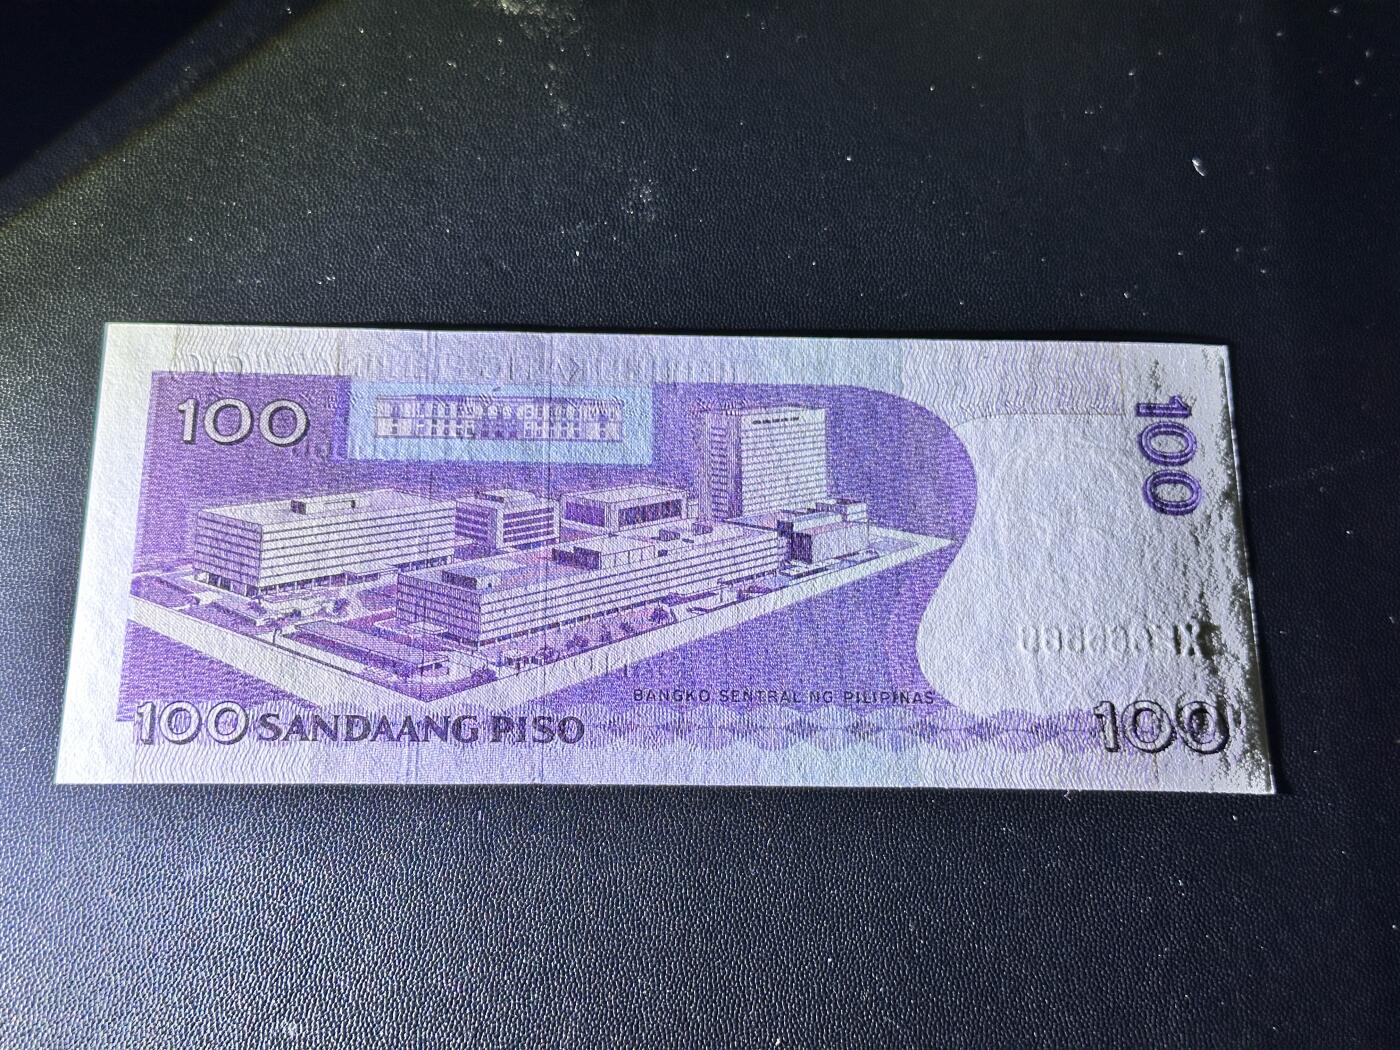 100
100
BANGKO SENTRAL NG PILIPINAS
100 SANDAANG PISO
100